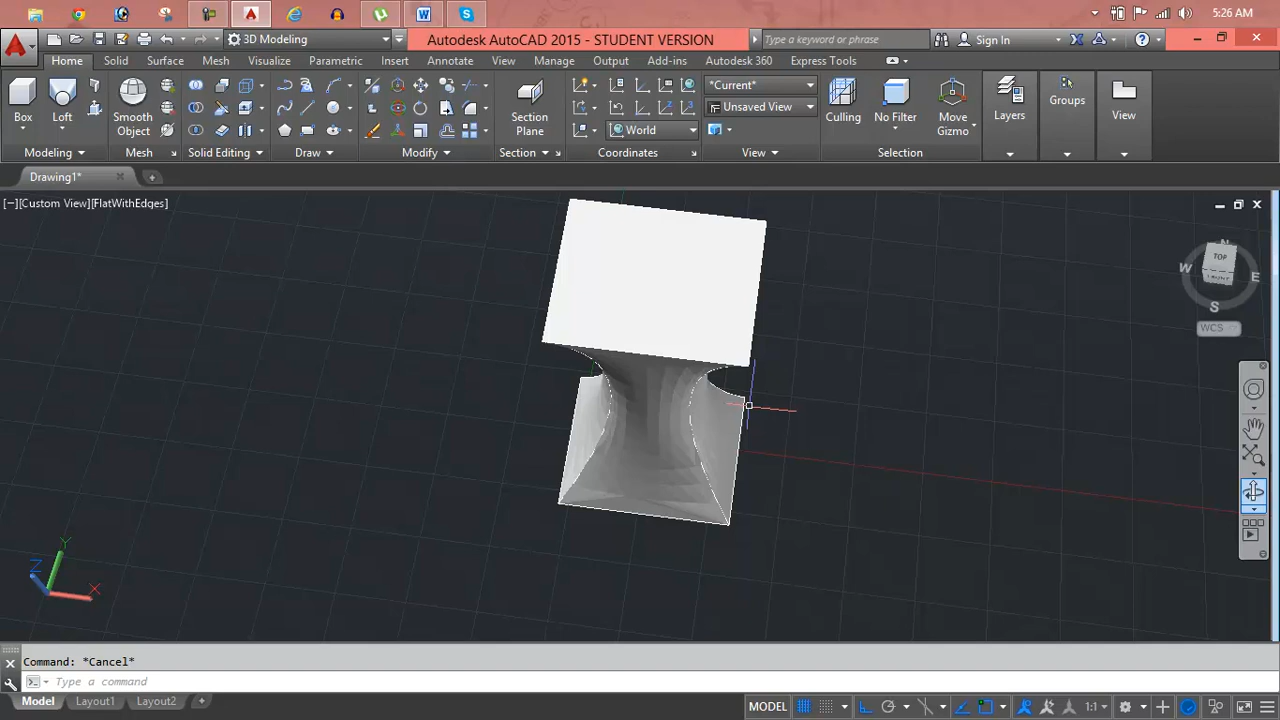 5:26 AM
3D Modeling
Autodesk AutoCAD 2015 - STUDENT VERSION
Type a keyword or phrase
Sign In
Home Solid Surface Mesh Visualize Parametric Insert Annotate View Manage Output Add-ins Autodesk 360 Express Tools
Box
Loft
Smooth Object
Section Plane
*Current*
Unsaved View
World
Culling
No Filter
Move Gizmo
Layers
Groups
View
Modeling Mesh Solid Editing Draw Modify Section Coordinates View Selection
Drawing1*
[−][Custom View][FlatWithEdges]
N
TOP
W
E
S
WCS
Y
Z
X
Command: *Cancel*
Type a command
Model Layout1 Layout2
MODEL
1:1